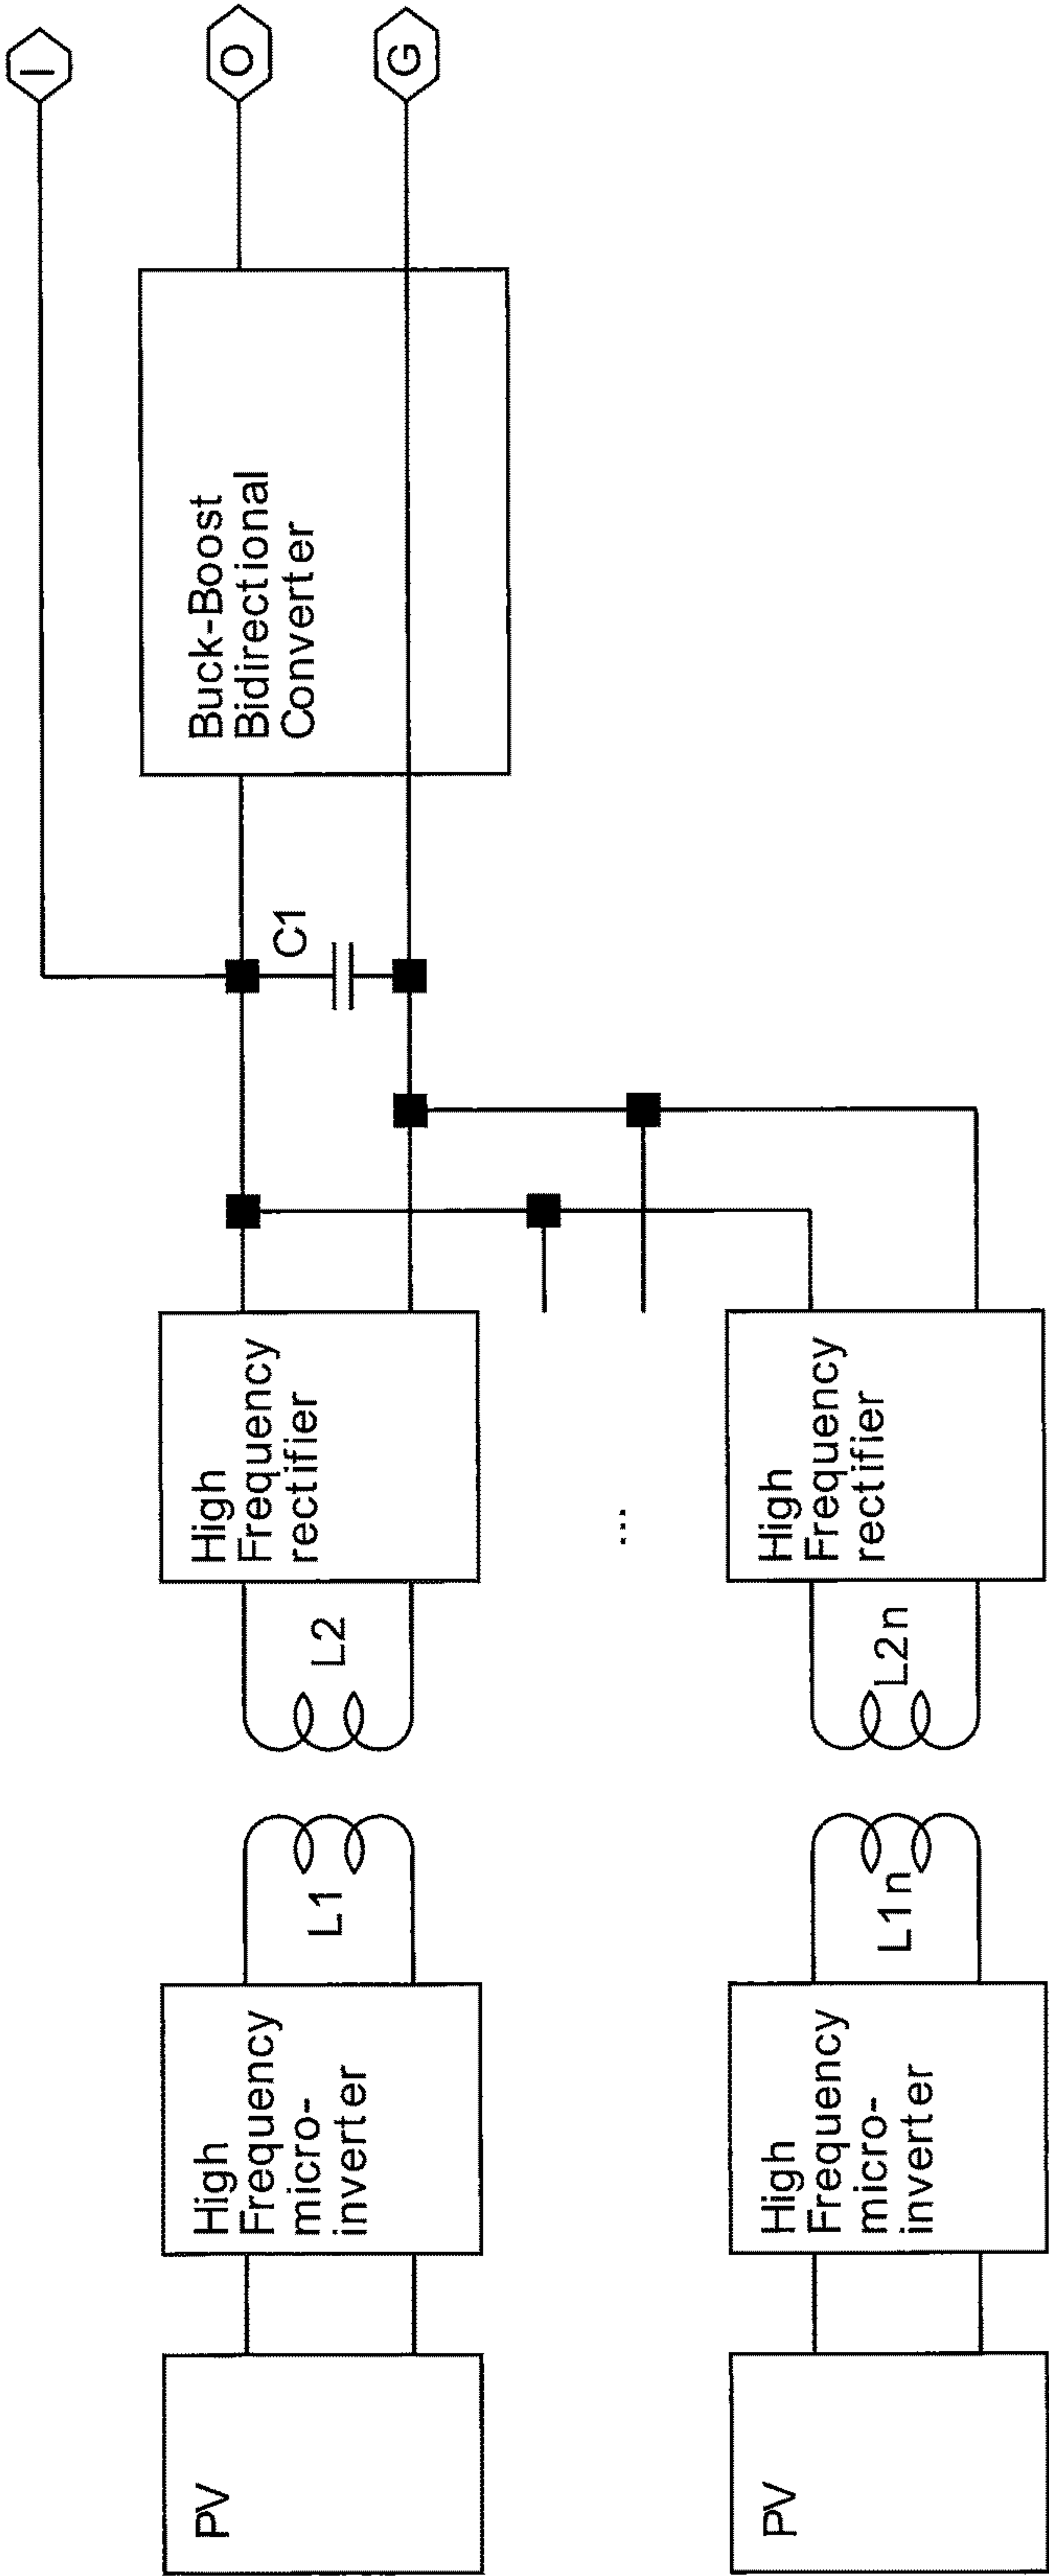 I
O
G
Buck-Boost
Bidirectional
Converter
C1
High
Frequency
rectifier
L2
L1
High
Frequency
micro-
inverter
PV
...
High
Frequency
rectifier
L2n
L1n
High
Frequency
micro-
inverter
PV